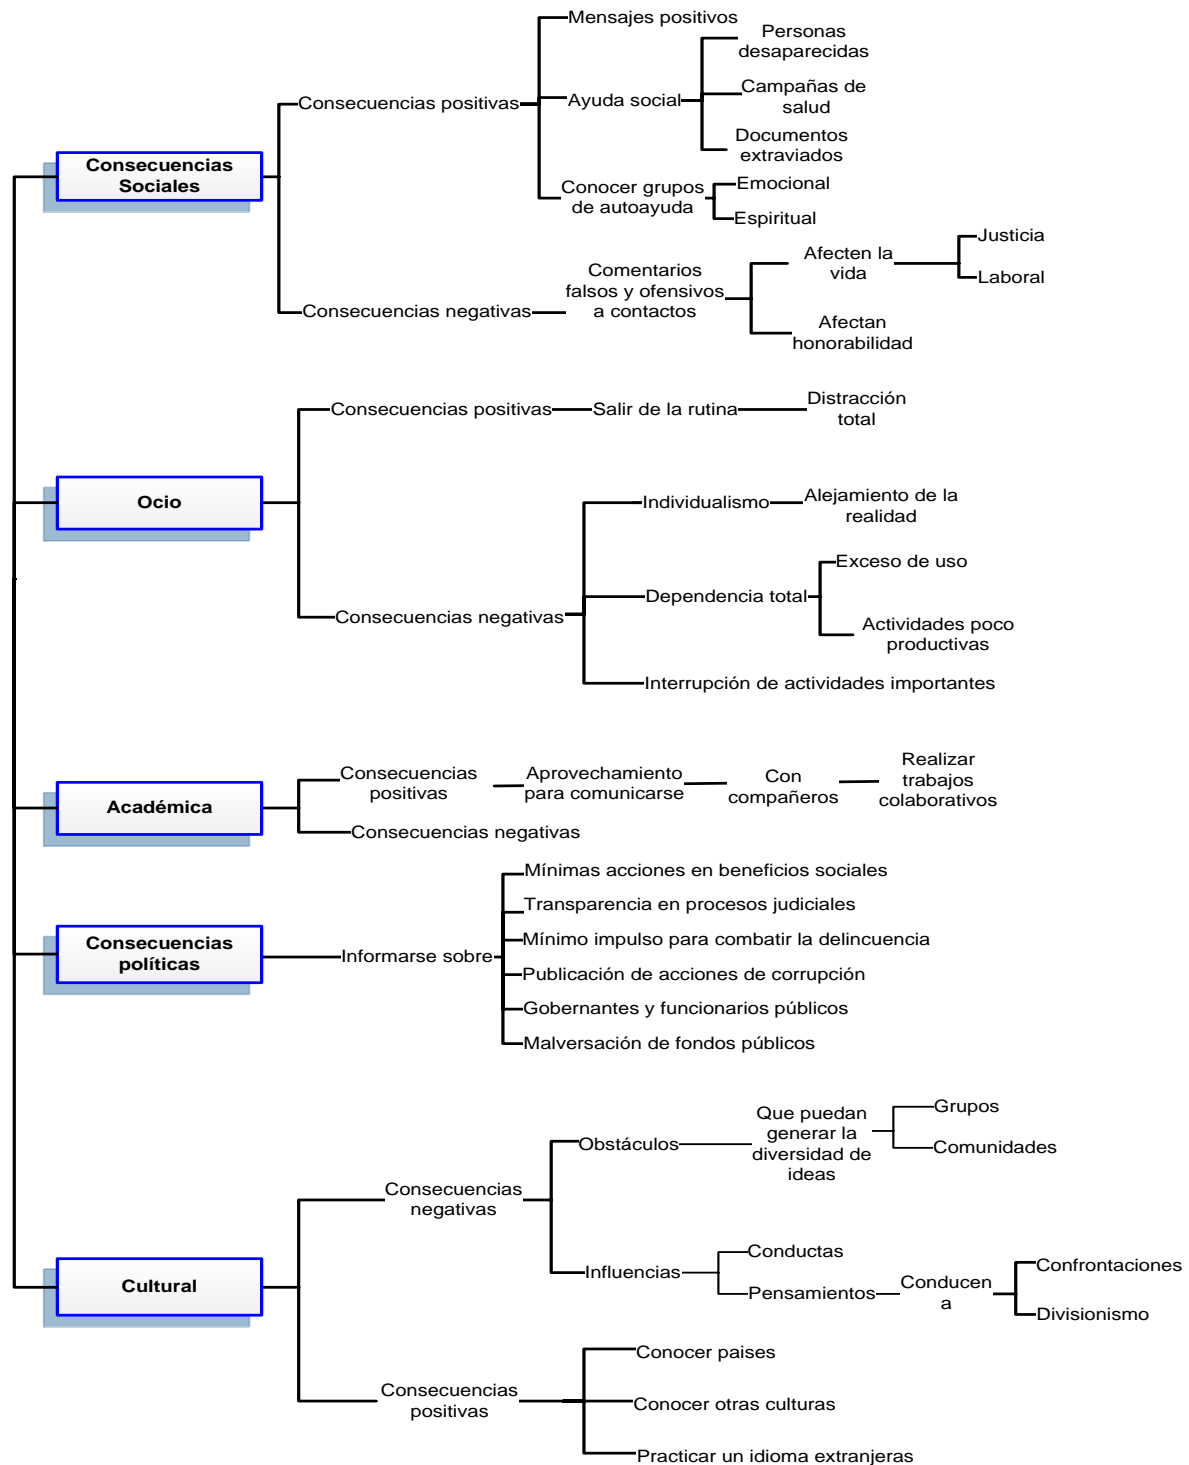 Mensajes positivos
Personas
desaparecidas
Consecuencias positivas
Ayuda social
Campañas de
salud
Documentos
extraviados
Consecuencias
Sociales
Conocer grupos
de autoayuda
Emocional
Espiritual
Consecuencias negativas
Comentarios
falsos y ofensivos
a contactos
Afecten la
vida
Justicia
Laboral
Afectan
honorabilidad
Ocio
Consecuencias positivas
Salir de la rutina
Distracción
total
Consecuencias negativas
Individualismo
Alejamiento de la
realidad
Dependencia total
Exceso de uso
Actividades poco
productivas
Interrupción de actividades importantes
Académica
Consecuencias
positivas
Aprovechamiento
para comunicarse
Con
compañeros
Realizar
trabajos
colaborativos
Consecuencias negativas
Consecuencias
políticas
Informarse sobre
Mínimas acciones en beneficios sociales
Transparencia en procesos judiciales
Mínimo impulso para combatir la delincuencia
Publicación de acciones de corrupción
Gobernantes y funcionarios públicos
Malversación de fondos públicos
Cultural
Consecuencias
negativas
Obstáculos
Que puedan
generar la
diversidad de
ideas
Grupos
Comunidades
Influencias
Conductas
Pensamientos
Conducen
a
Confrontaciones
Divisionismo
Consecuencias
positivas
Conocer paises
Conocer otras culturas
Practicar un idioma extranjeras